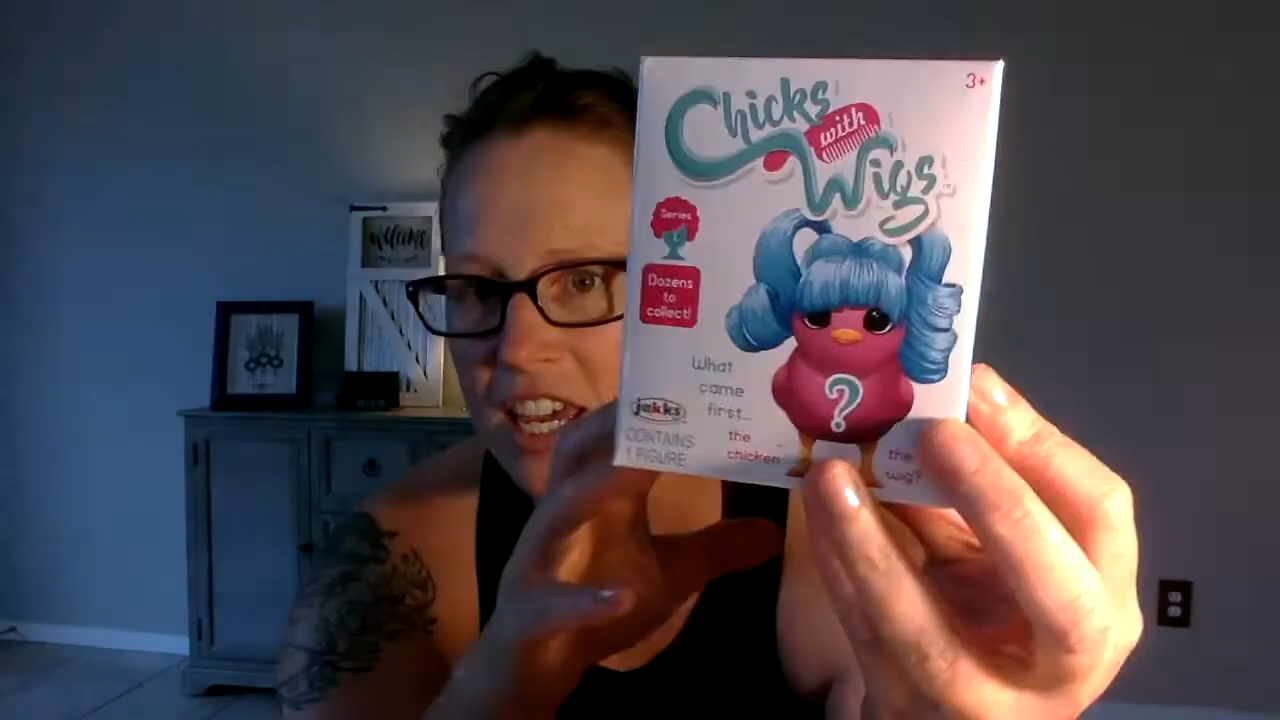 Chicks
with
Wigs
3+
Series
Dozens
to
collect!
What
came
first...
the
chicken
the
wig?
?
jakks
CONTAINS
1 FIGURE
welcome